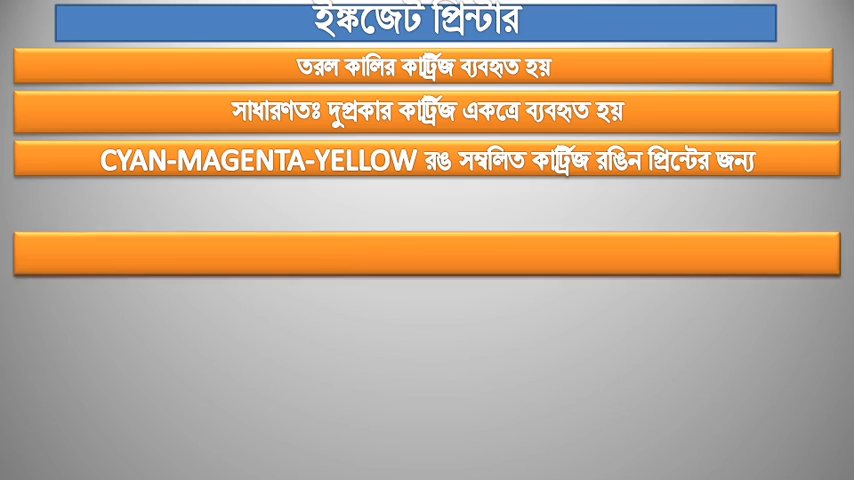 ইঙ্কজেট প্রিন্টার
তরল কালির কার্ট্রিজ ব্যবহৃত হয়
সাধারণতঃ দুপ্রকার কার্ট্রিজ একত্রে ব্যবহৃত হয়
CYAN-MAGENTA-YELLOW রঙ সম্বলিত কার্ট্রিজ রঙিন প্রিন্টের জন্য